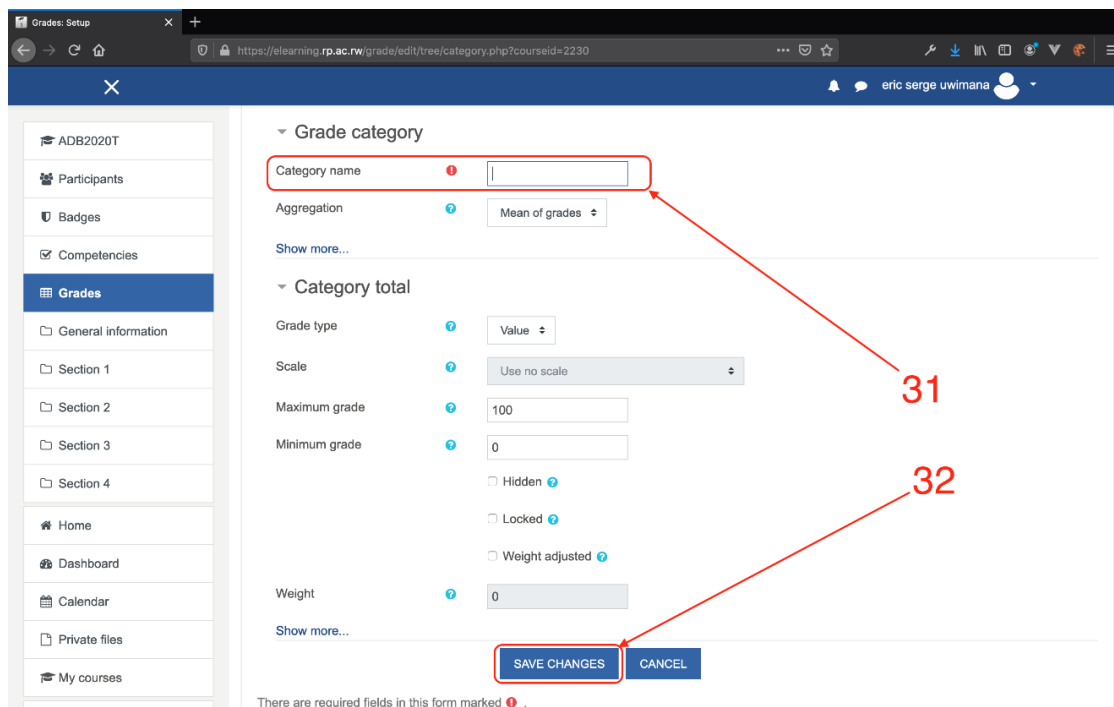 Grades: Setup
https://elearning.rp.ac.rw/grade/edit/tree/category.php?courseid=2230
eric serge uwimana
ADB2020T
Participants
Badges
Competencies
Grades
General information
Section 1
Section 2
Section 3
Section 4
Home
Dashboard
Calendar
Private files
My courses
Grade category
Category name
Aggregation
Mean of grades
Show more...
Category total
Grade type
Value
Scale
Use no scale
Maximum grade
100
Minimum grade
0
Hidden
Locked
Weight adjusted
Weight
0
Show more...
SAVE CHANGES CANCEL
There are required fields in this form marked .
31
32